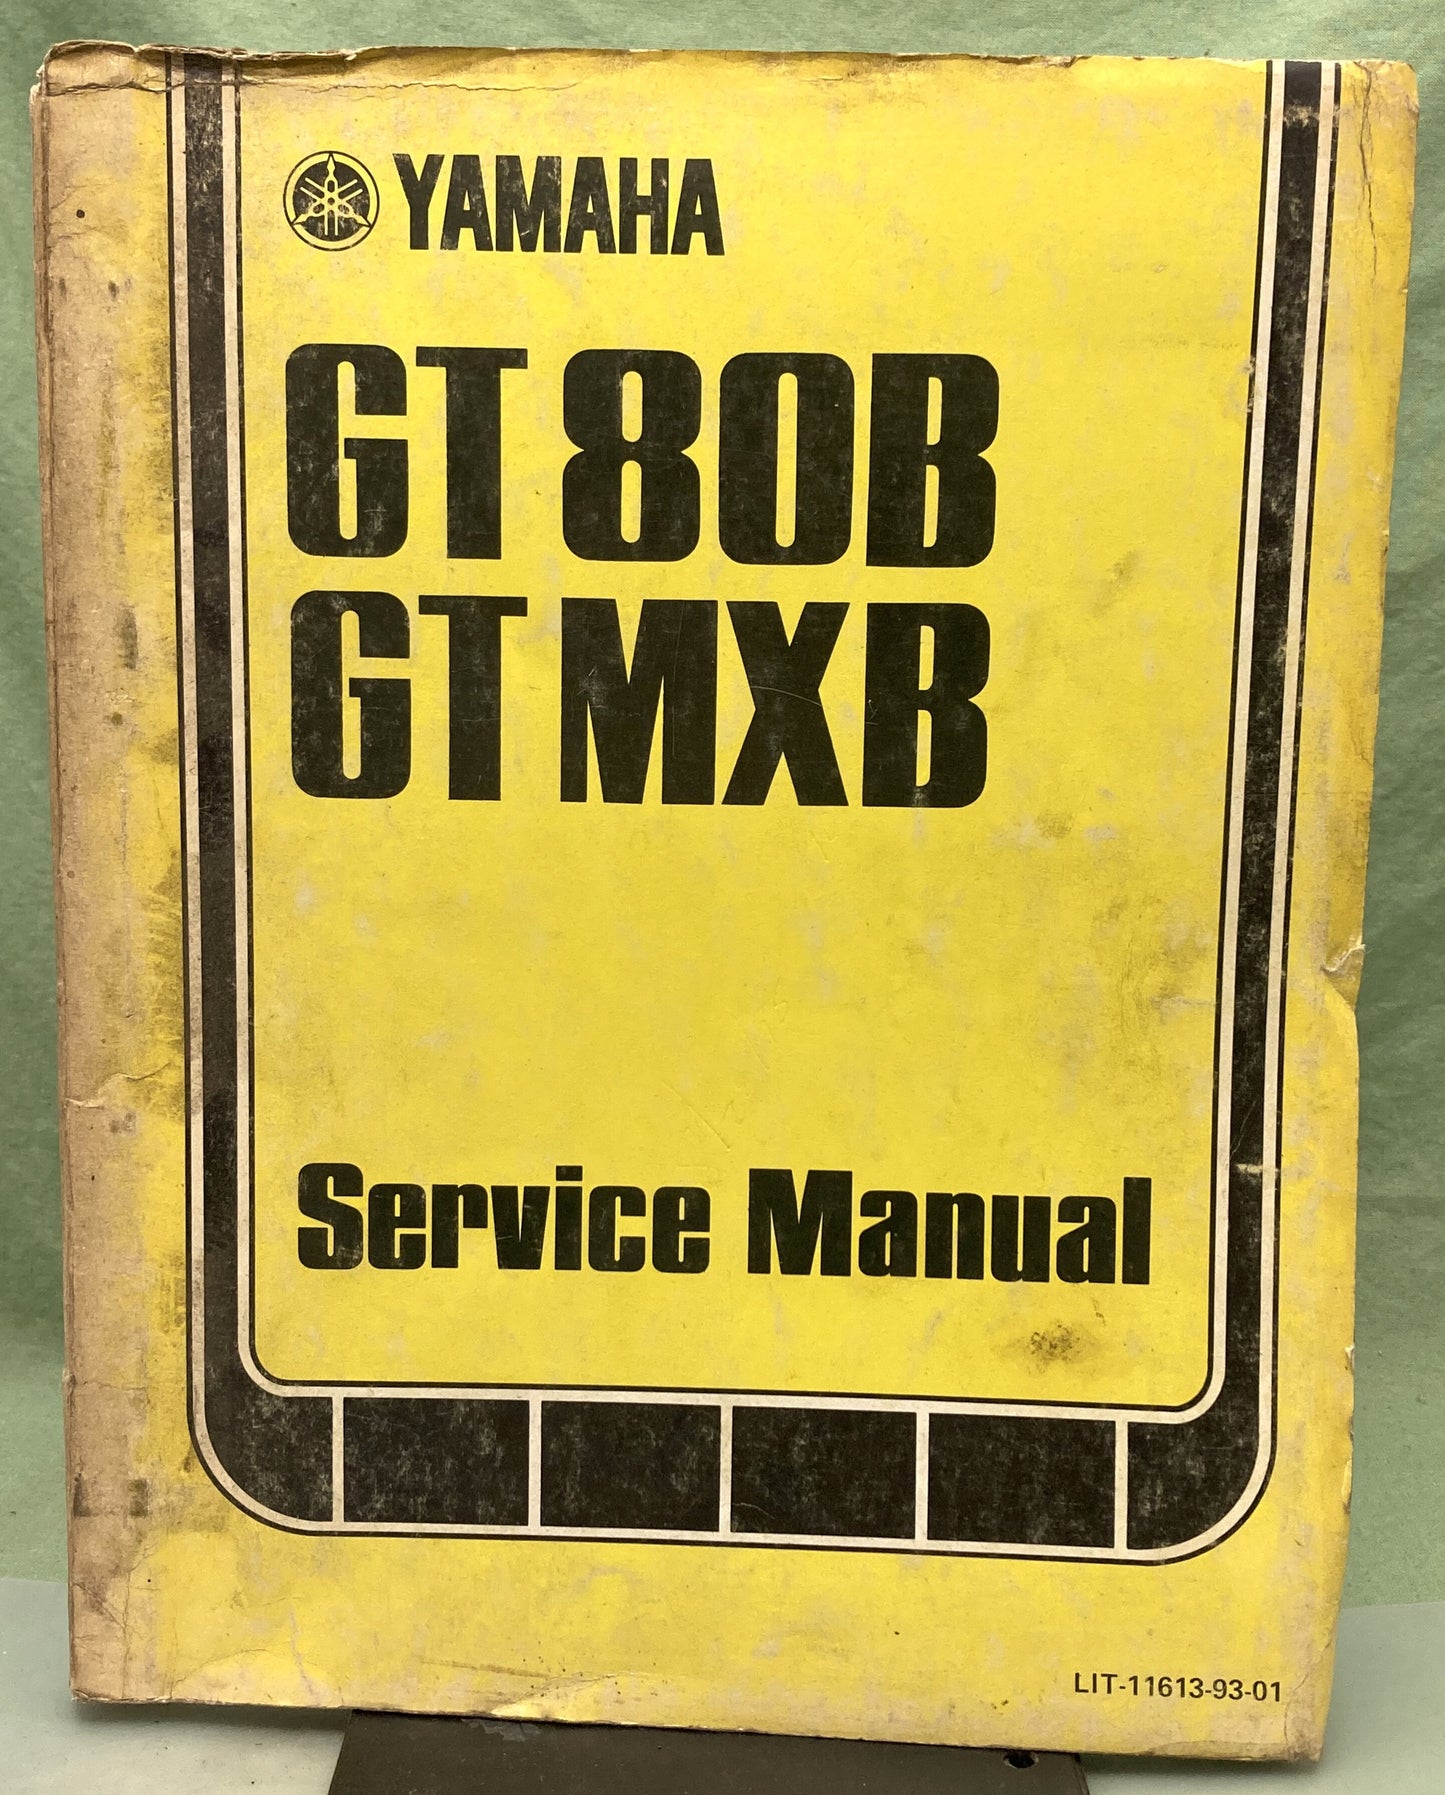 YAMAHA
GT80B
GTMXB
Service Manual
LIT-11613-93-01